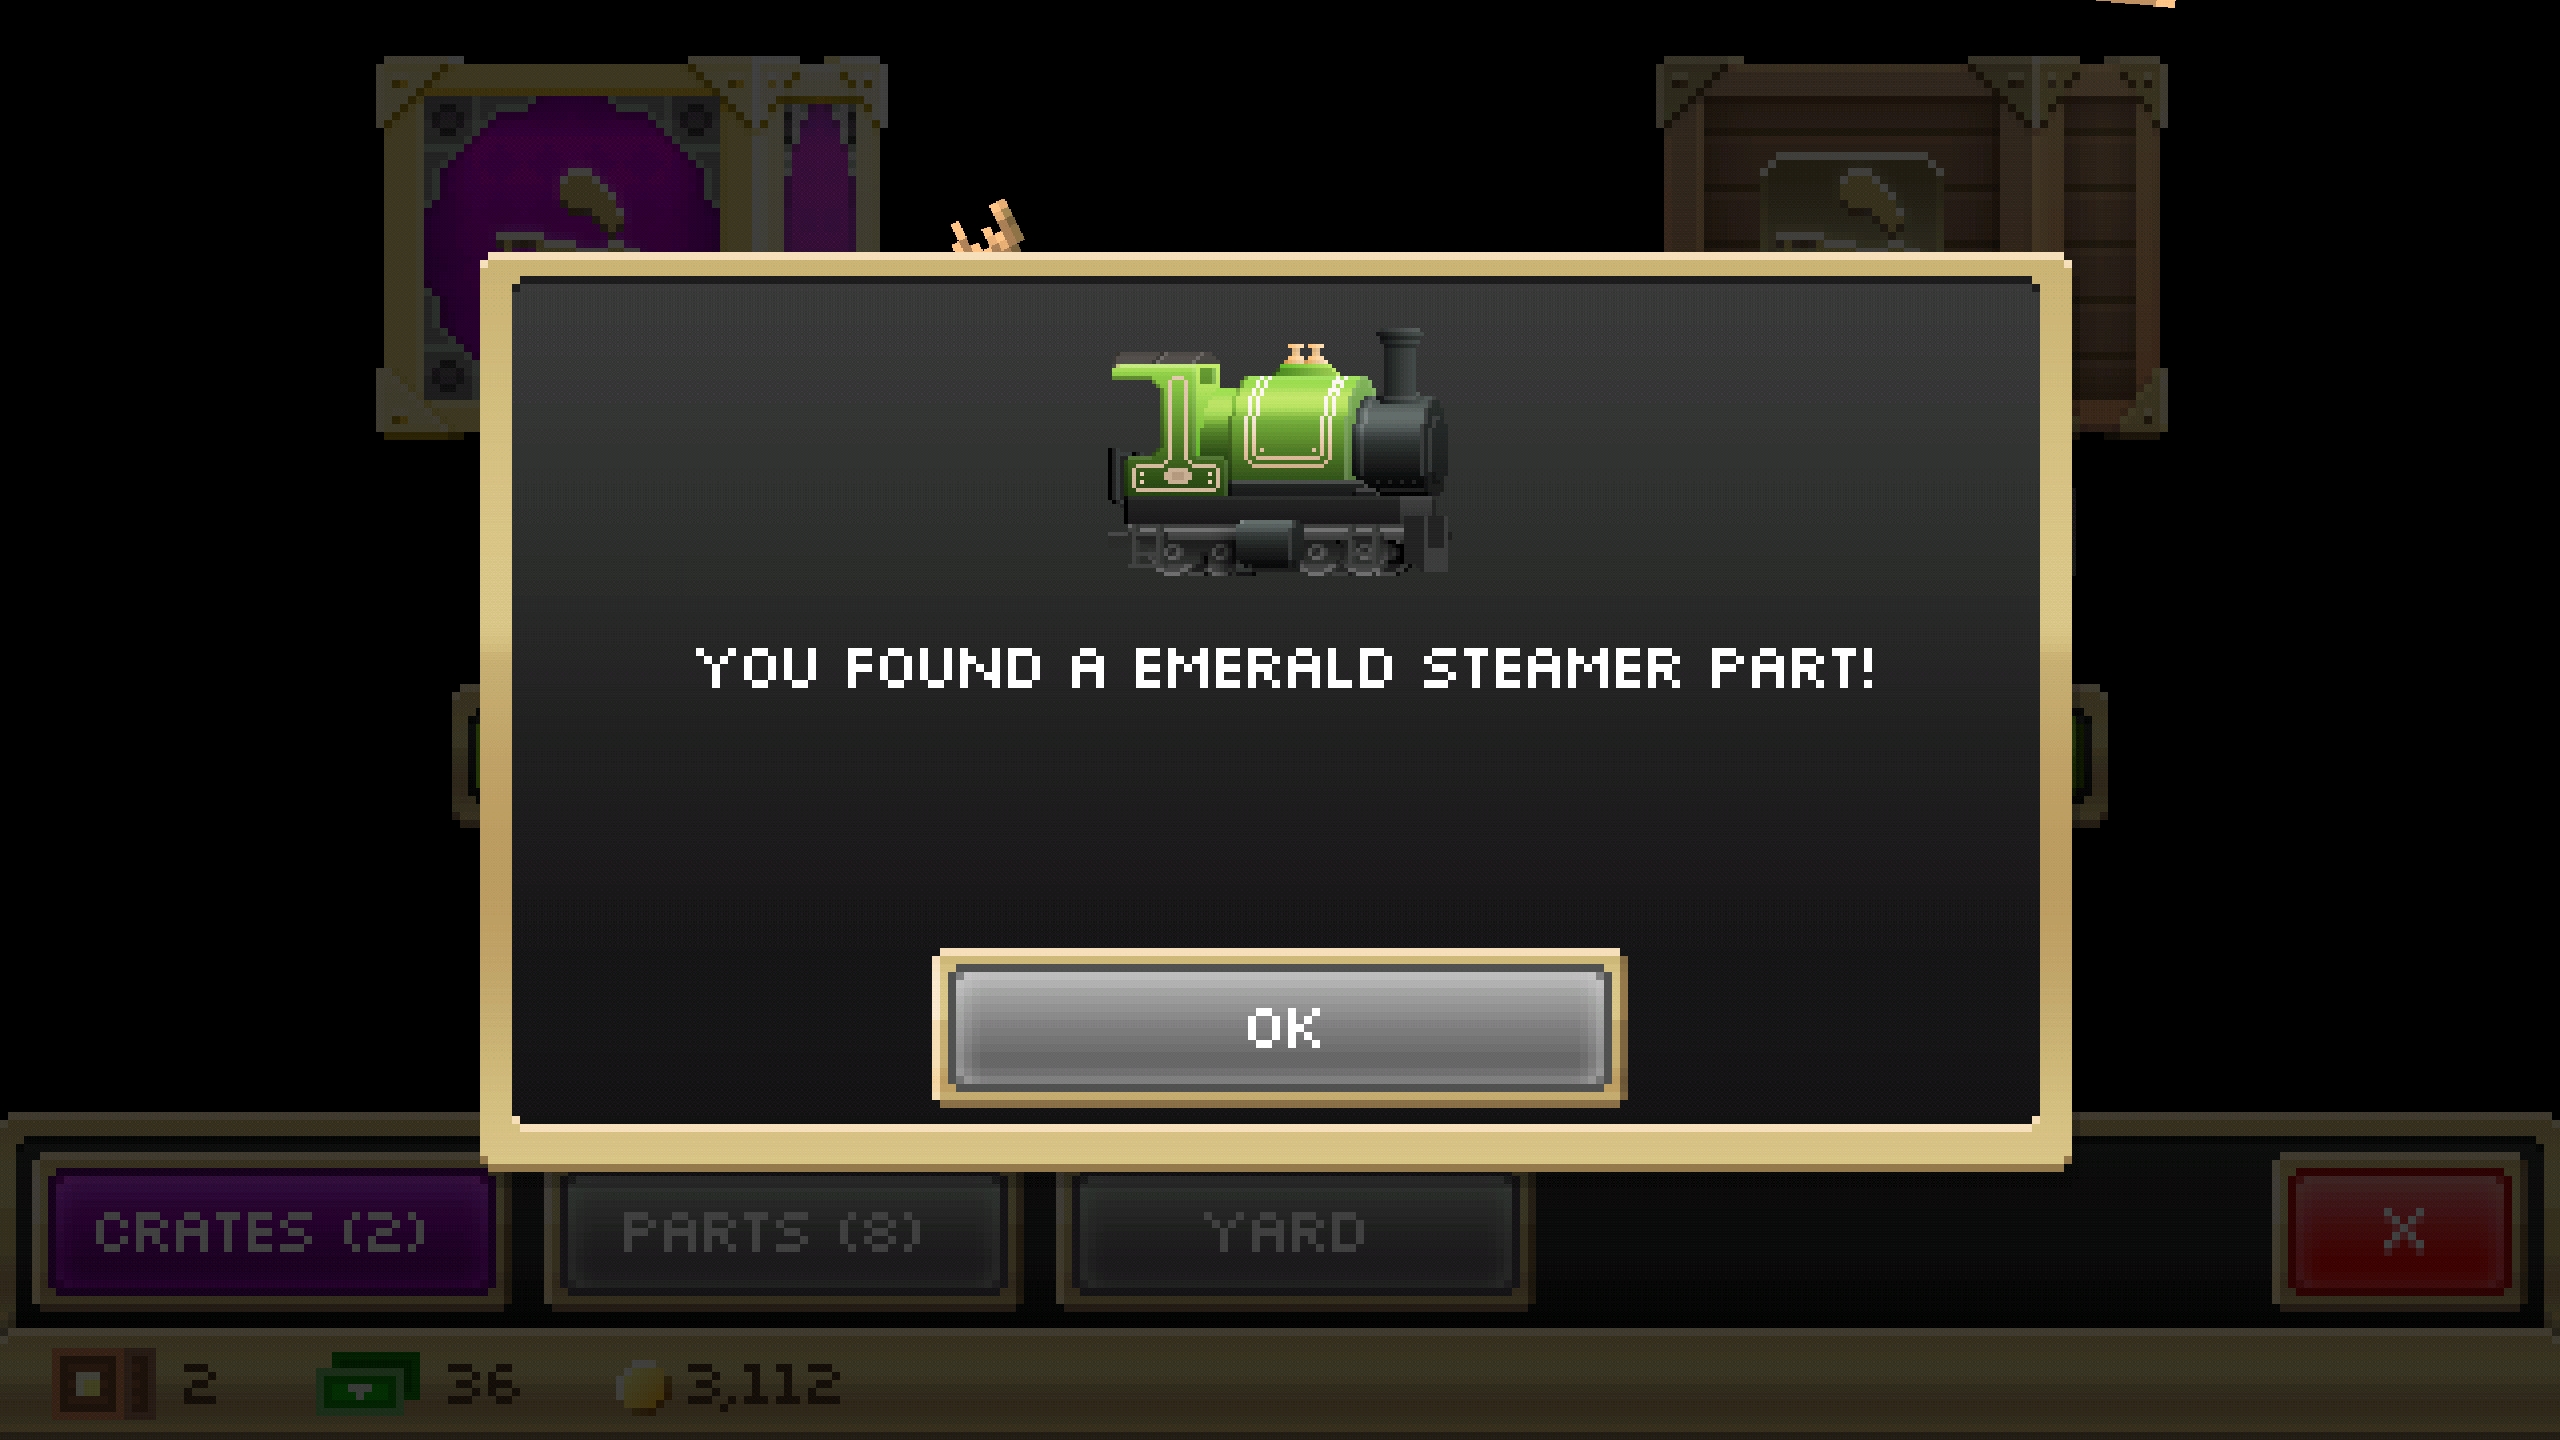 YOU FOUND A EMERALD STEAMER PART!
OK
CRATES (2)
PARTS (8)
YARD
X
2
36
3,112